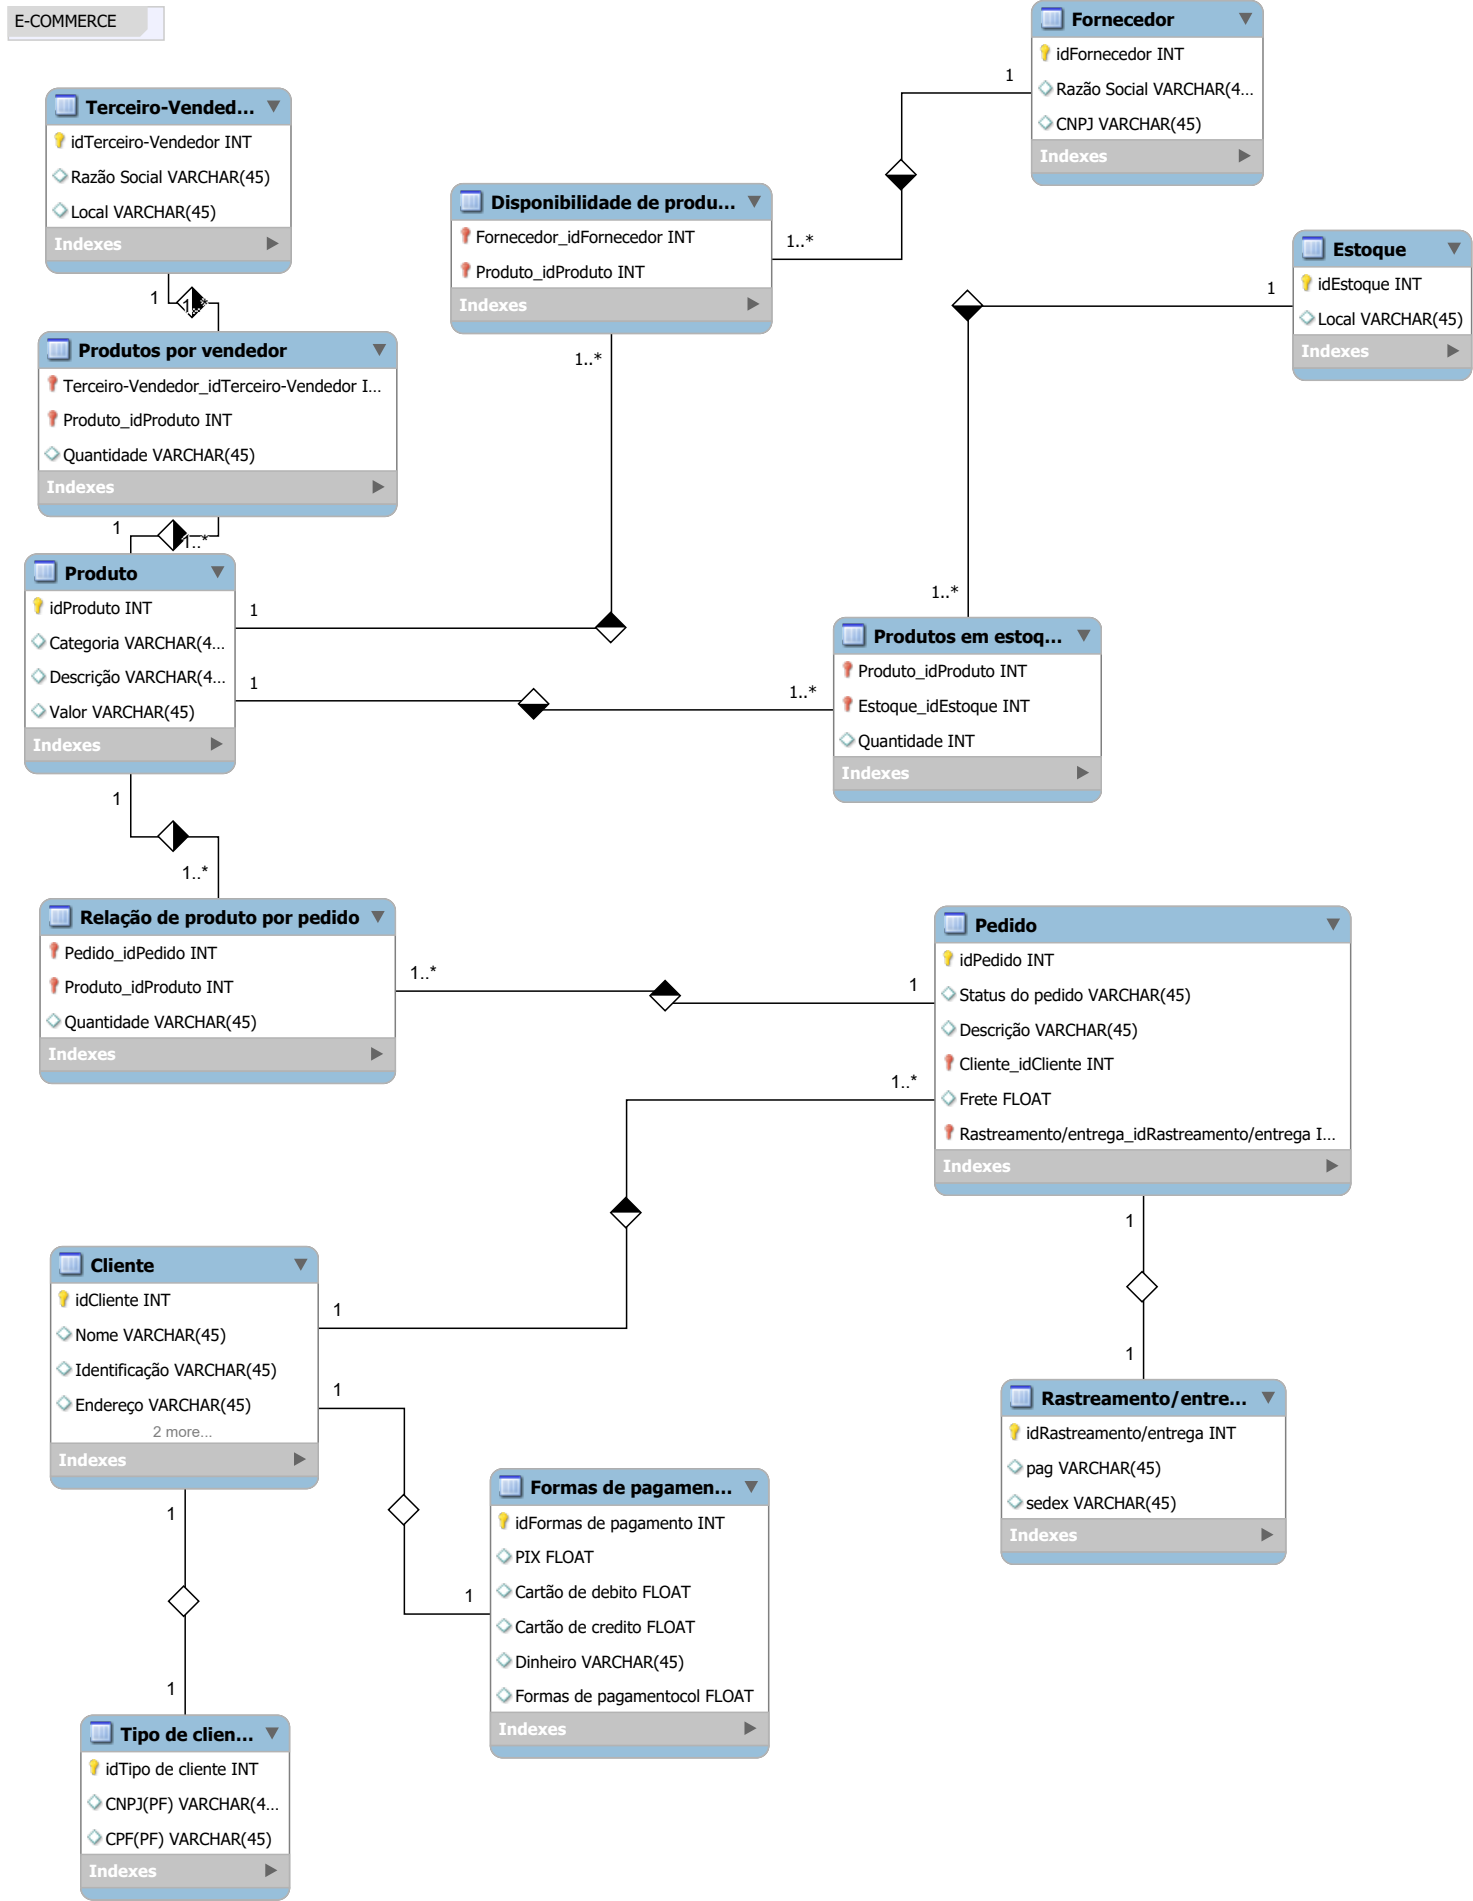 E-COMMERCE
Fornecedor
idFornecedor INT
Razão Social VARCHAR(4...
CNPJ VARCHAR(45)
Indexes
1
1..*
Terceiro-Vended...
idTerceiro-Vendedor INT
Razão Social VARCHAR(45)
Local VARCHAR(45)
Indexes
1
1..*
Disponibilidade de produ...
Fornecedor_idFornecedor INT
Produto_idProduto INT
Indexes
1..*
Estoque
idEstoque INT
Local VARCHAR(45)
Indexes
1
Produtos por vendedor
Terceiro-Vendedor_idTerceiro-Vendedor I...
Produto_idProduto INT
Quantidade VARCHAR(45)
Indexes
1
1..*
Produto
idProduto INT
Categoria VARCHAR(4...
Descrição VARCHAR(4...
Valor VARCHAR(45)
Indexes
1
1
1
1..*
1..*
1..*
Produtos em estoq...
Produto_idProduto INT
Estoque_idEstoque INT
Quantidade INT
Indexes
Relação de produto por pedido
Pedido_idPedido INT
Produto_idProduto INT
Quantidade VARCHAR(45)
Indexes
1..*
1
Pedido
idPedido INT
Status do pedido VARCHAR(45)
Descrição VARCHAR(45)
Cliente_idCliente INT
Frete FLOAT
Rastreamento/entrega_idRastreamento/entrega I...
Indexes
1..*
1
1
Cliente
idCliente INT
Nome VARCHAR(45)
Identificação VARCHAR(45)
Endereço VARCHAR(45)
2 more...
Indexes
1
1
1
Rastreamento/entre...
idRastreamento/entrega INT
pag VARCHAR(45)
sedex VARCHAR(45)
Indexes
Formas de pagamen...
idFormas de pagamento INT
PIX FLOAT
Cartão de debito FLOAT
Cartão de credito FLOAT
Dinheiro VARCHAR(45)
Formas de pagamentocol FLOAT
Indexes
1
1
Tipo de clien...
idTipo de cliente INT
CNPJ(PF) VARCHAR(4...
CPF(PF) VARCHAR(45)
Indexes